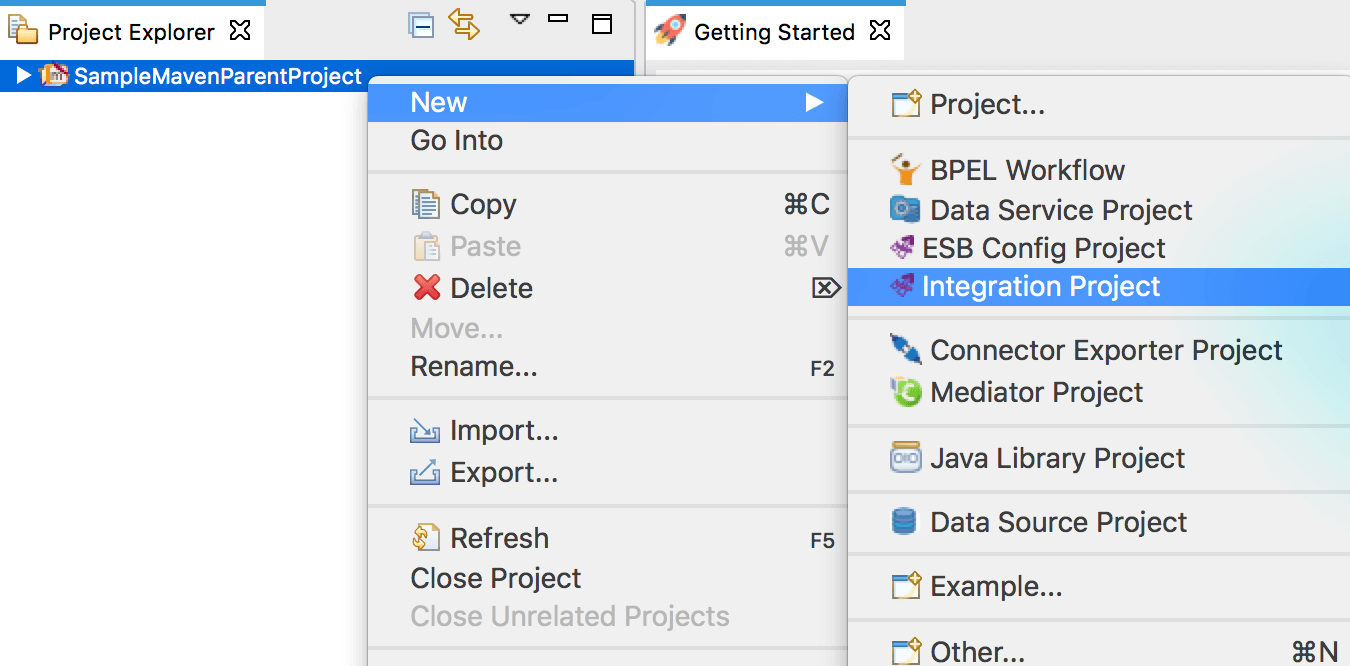 Project Explorer
Getting Started
SampleMavenParentProject
New
Go Into
Copy ⌘C
Paste ⌘V
Delete ⌦
Move...
Rename... F2
Import...
Export...
Refresh F5
Close Project
Close Unrelated Projects
Project...
BPEL Workflow
Data Service Project
ESB Config Project
Integration Project
Connector Exporter Project
Mediator Project
Java Library Project
Data Source Project
Example...
Other... ⌘N